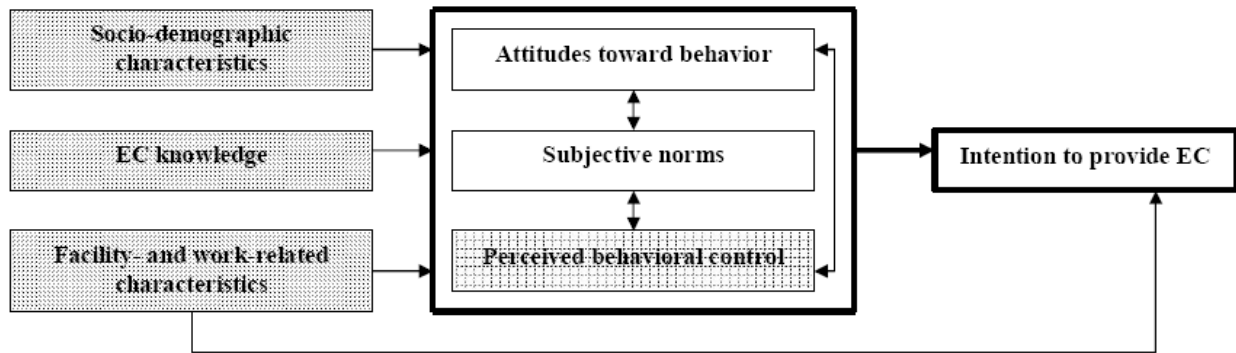 Socio-demographic
characteristics
EC knowledge
Facility- and work-related
characteristics
Attitudes toward behavior
Subjective norms
Perceived behavioral control
Intention to provide EC